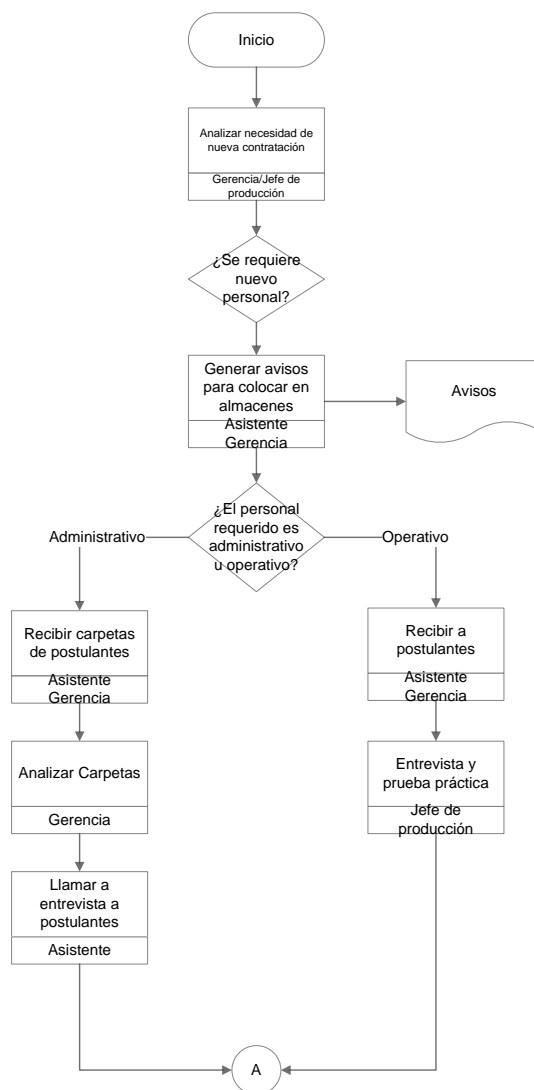 Inicio
Analizar necesidad de
nueva contratación
Gerencia/Jefe de
producción
¿Se requiere
nuevo
personal?
Generar avisos
para colocar en
almacenes
Asistente
Gerencia
Avisos
¿El personal
requerido es
administrativo
u operativo?
Administrativo
Operativo
Recibir carpetas
de postulantes
Asistente
Gerencia
Recibir a
postulantes
Asistente
Gerencia
Analizar Carpetas
Gerencia
Entrevista y
prueba práctica
Jefe de
producción
Llamar a
entrevista a
postulantes
Asistente
A